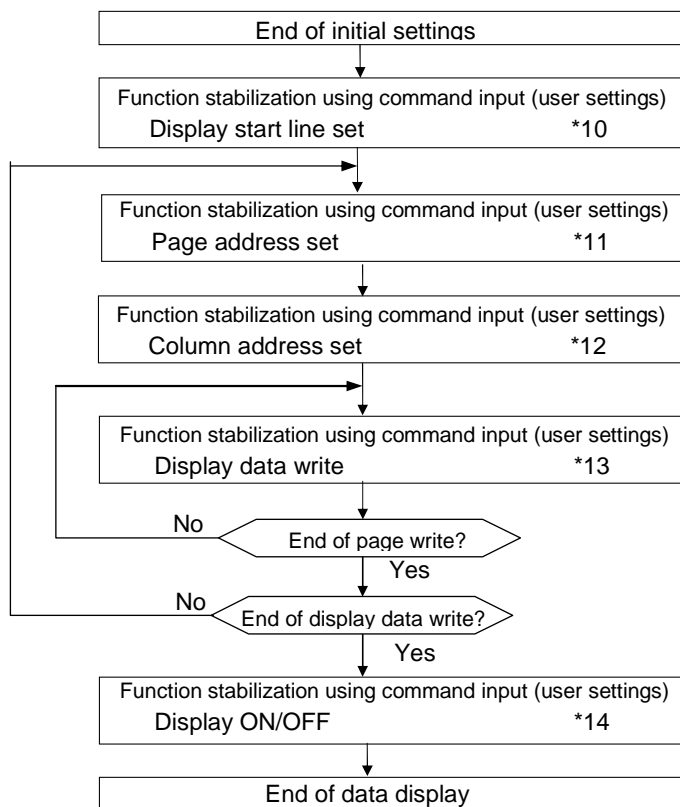 End of initial settings
Function stabilization using command input (user settings)
Display start line set *10
Function stabilization using command input (user settings)
Page address set *11
Function stabilization using command input (user settings)
Column address set *12
Function stabilization using command input (user settings)
Display data write *13
No
End of page write?
Yes
No
End of display data write?
Yes
Function stabilization using command input (user settings)
Display ON/OFF *14
End of data display